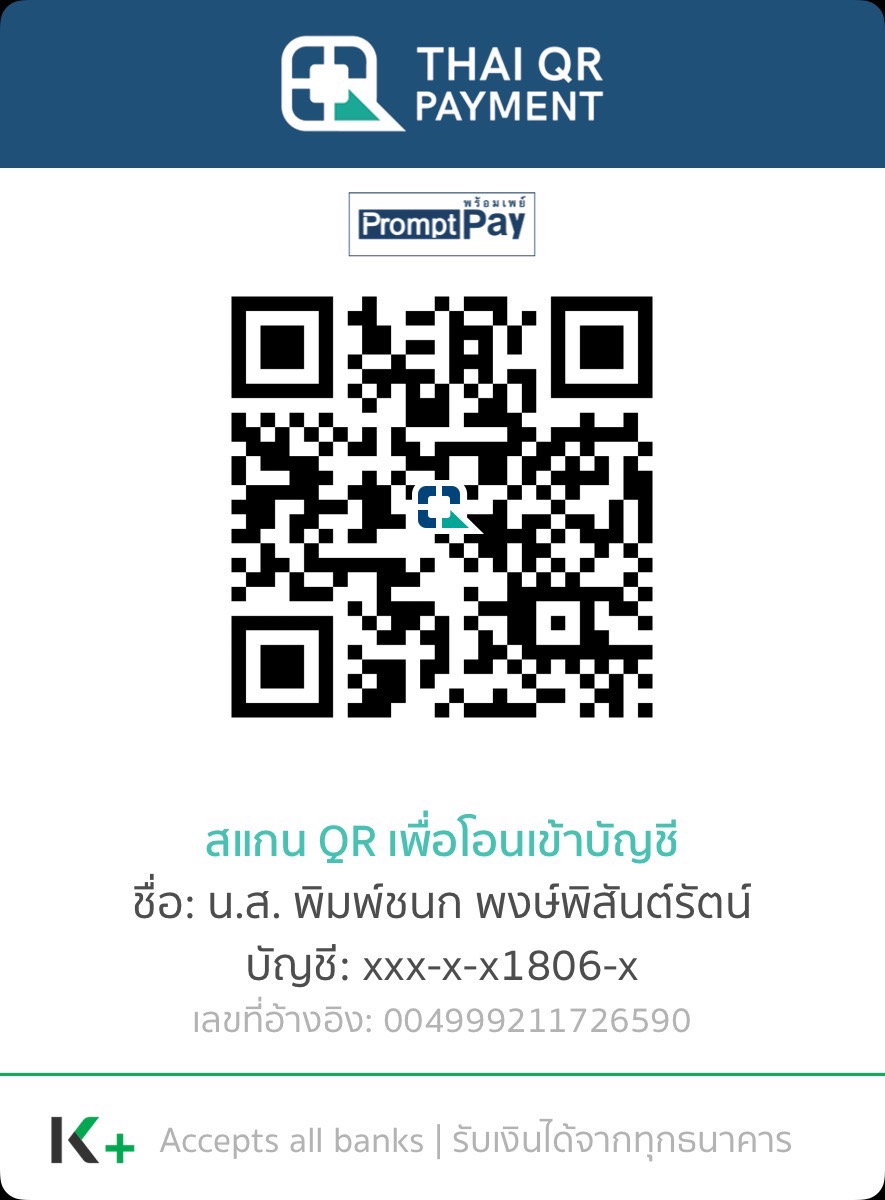 THAI QR
PAYMENT
พร้อมเพย์
PromptPay
สแกน QR เพื่อโอนเข้าบัญชี
ชื่อ: น.ส. พิมพ์ชนก พงษ์พิสันต์รัตน์
บัญชี: xxx-x-x1806-x
เลขที่อ้างอิง: 004999211726590
K+ Accepts all banks | รับเงินได้จากทุกธนาคาร